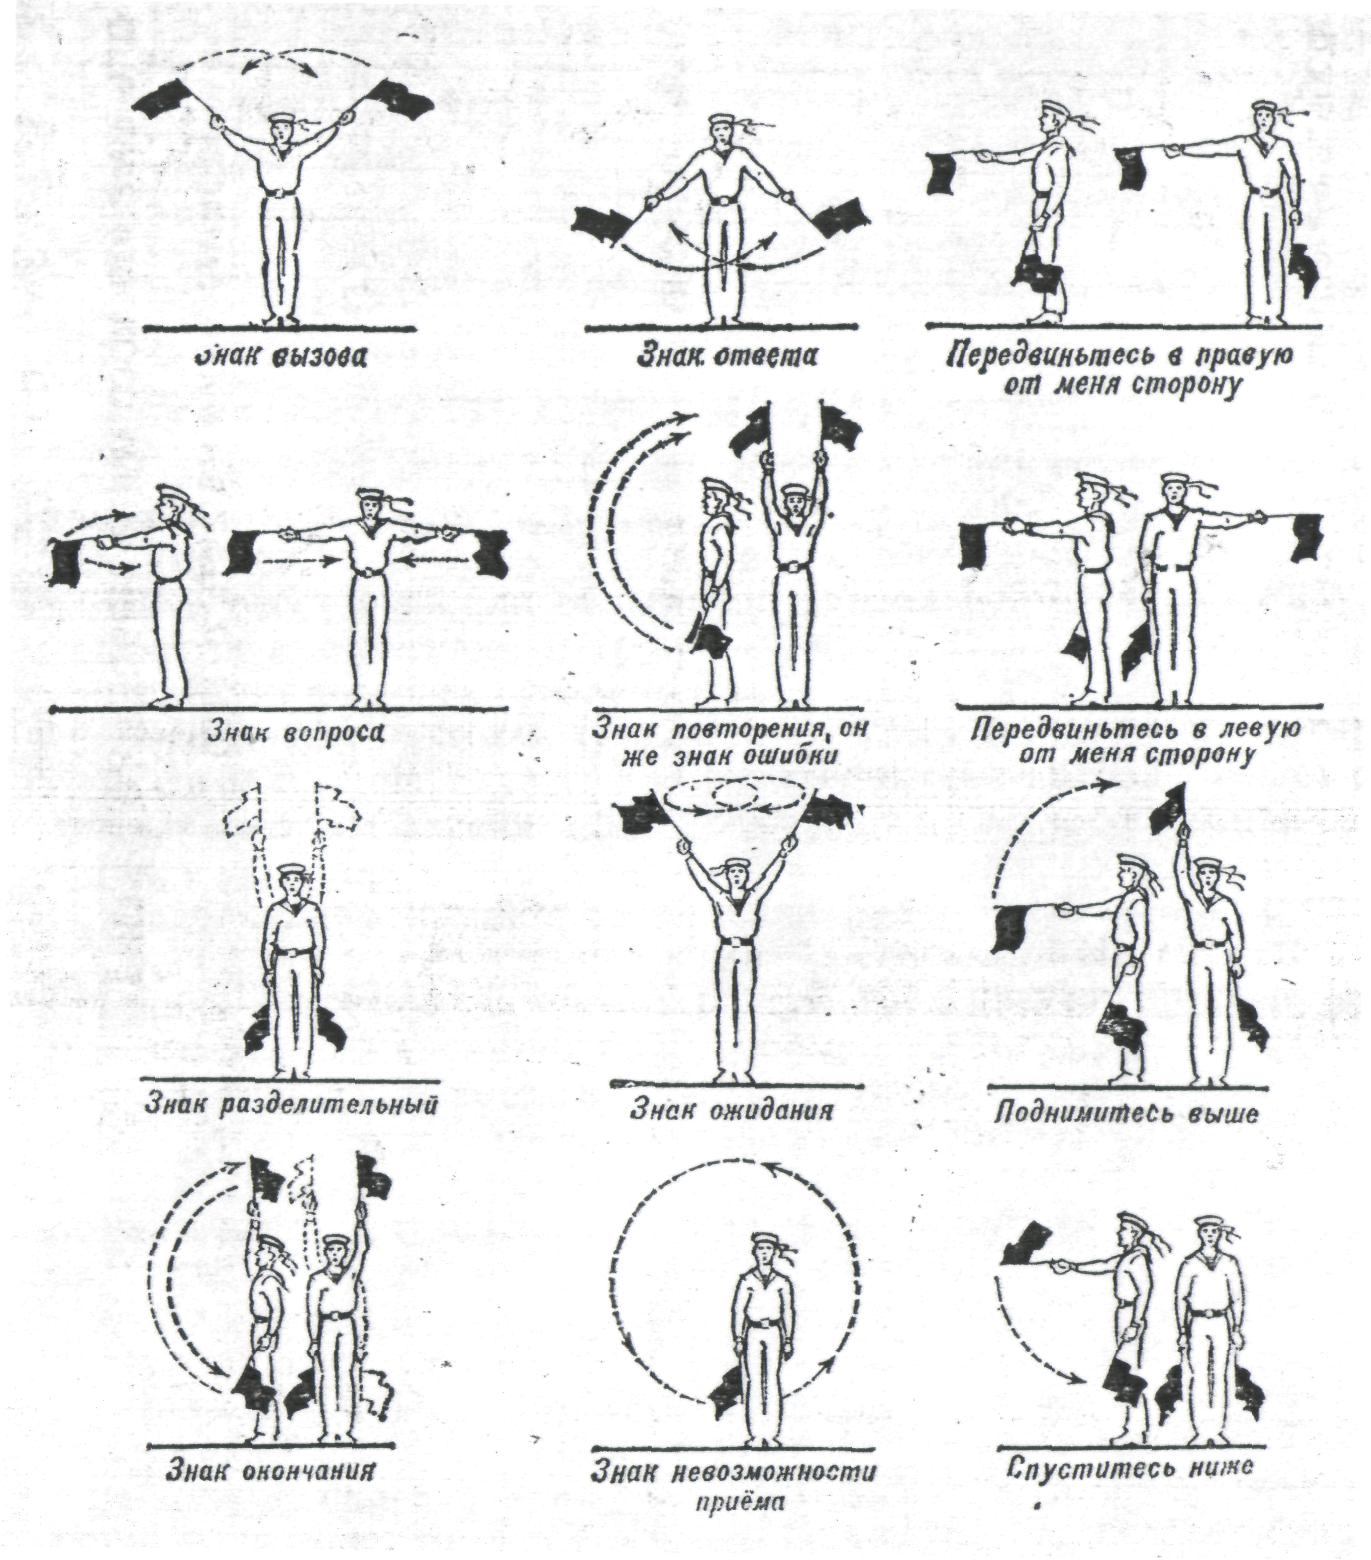 Знак вызова
Знак ответа
Передвиньтесь в правую
от меня сторону
Знак вопроса
Знак повторения, он
же знак ошибки
Передвиньтесь в левую
от меня сторону
Знак разделительный
Знак ожидания
Поднимитесь выше
Знак окончания
Знак невозможности
приёма
Спуститесь ниже